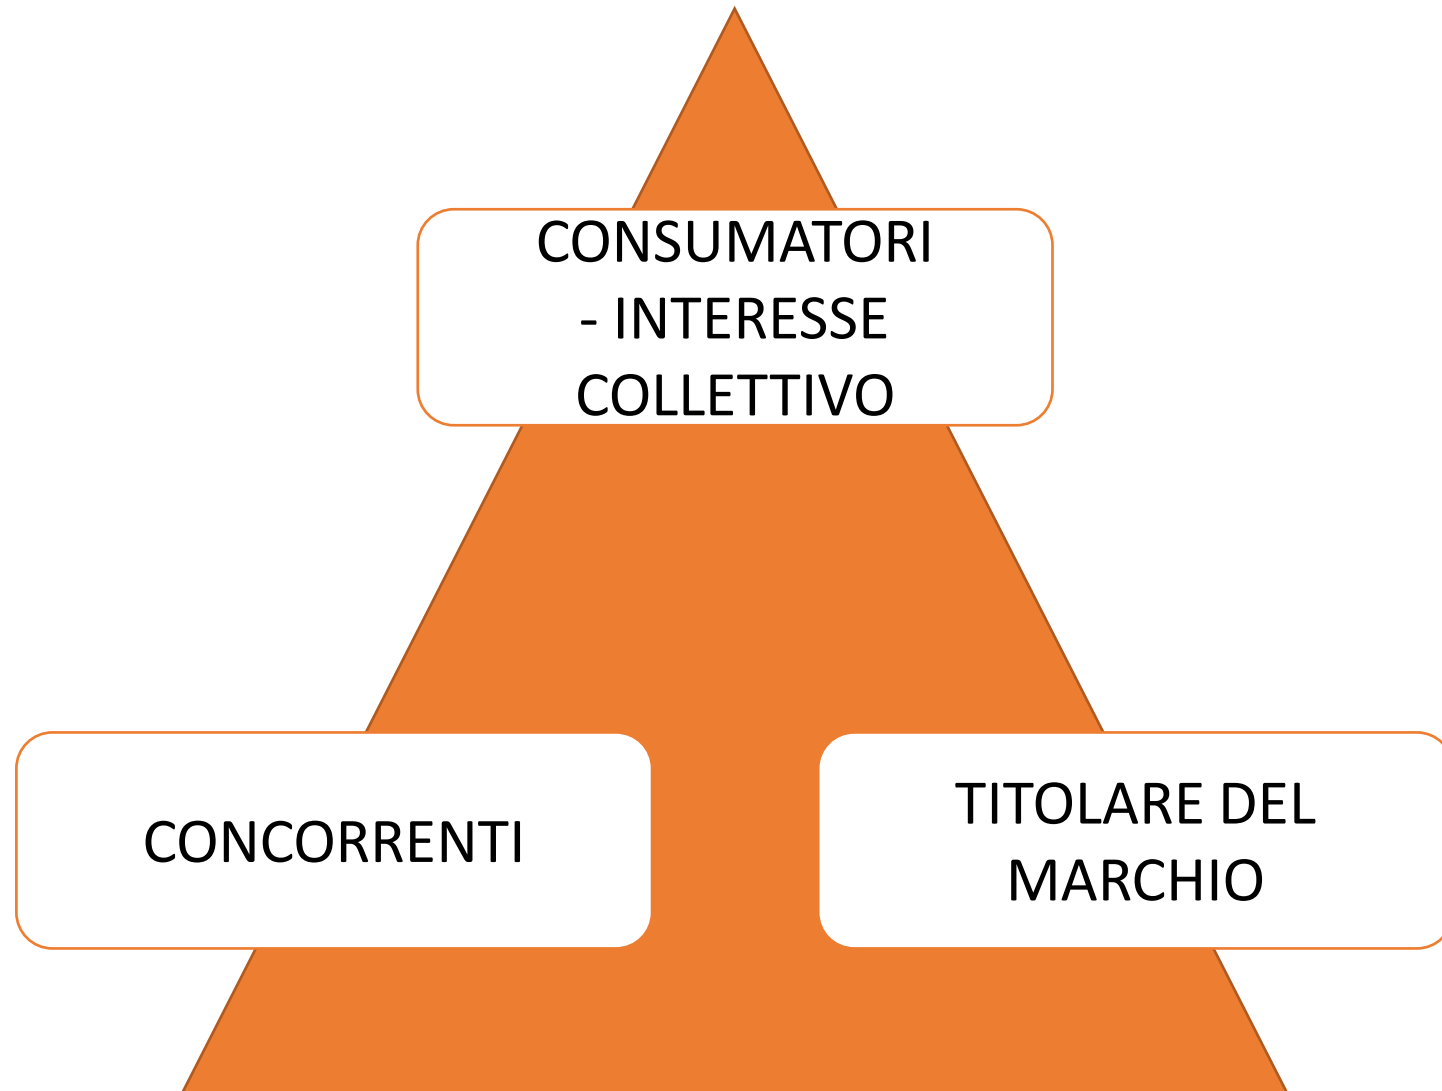 CONSUMATORI
- INTERESSE
COLLETTIVO
CONCORRENTI
TITOLARE DEL
MARCHIO